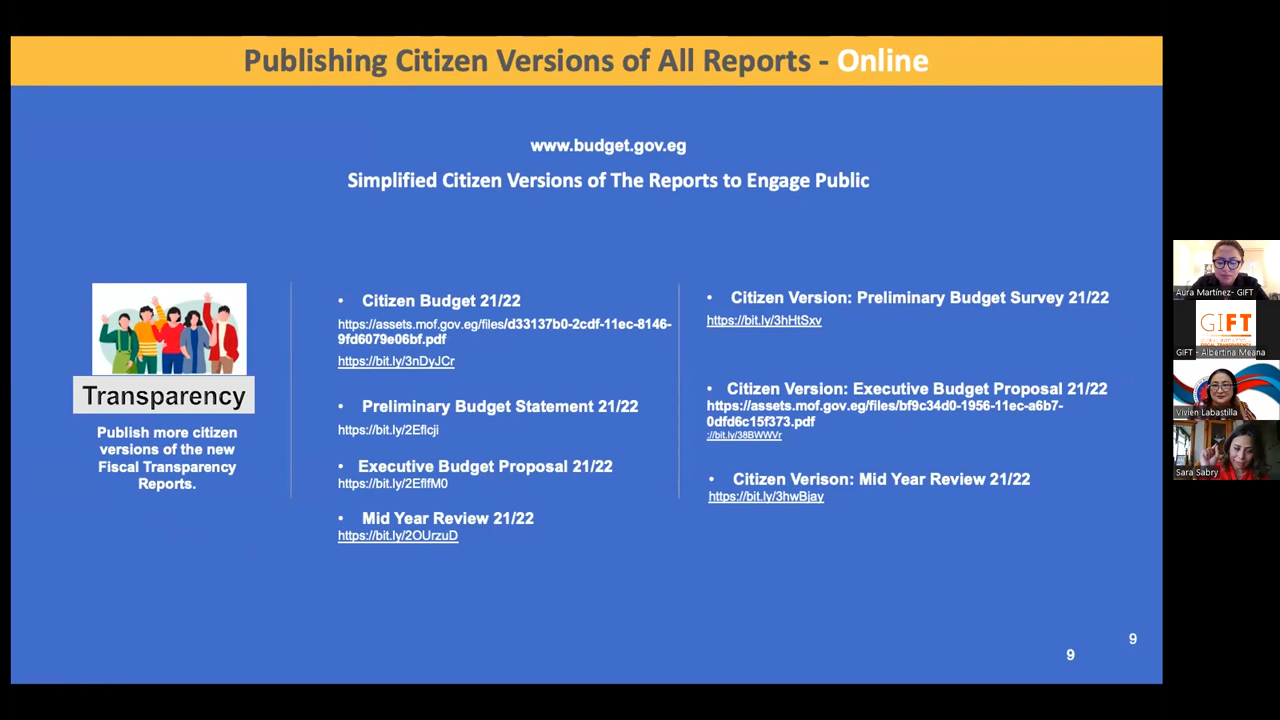 Publishing Citizen Versions of All Reports - Online
www.budget.gov.eg
Simplified Citizen Versions of The Reports to Engage Public
Transparency
Publish more citizen
versions of the new
Fiscal Transparency
Reports.
• Citizen Budget 21/22
https://assets.mof.gov.eg/files/d33137b0-2cdf-11ec-8146-
9fd6079e06bf.pdf
https://bit.ly/3nDyJCr
• Preliminary Budget Statement 21/22
https://bit.ly/2Eflcji
• Executive Budget Proposal 21/22
https://bit.ly/2EflfM0
• Mid Year Review 21/22
https://bit.ly/2OUrzuD
• Citizen Version: Preliminary Budget Survey 21/22
https://bit.ly/3hHtSxv
• Citizen Version: Executive Budget Proposal 21/22
https://assets.mof.gov.eg/files/bf9c34d0-1956-11ec-a6b7-
0dfd6c15f373.pdf
://bit.ly/38BWWVr
• Citizen Verison: Mid Year Review 21/22
https://bit.ly/3hwBjay
9
9
Aura Martínez- GIFT
GIFT
GIFT - Albertina Meana
Vivien Labastilla
Sara Sabry